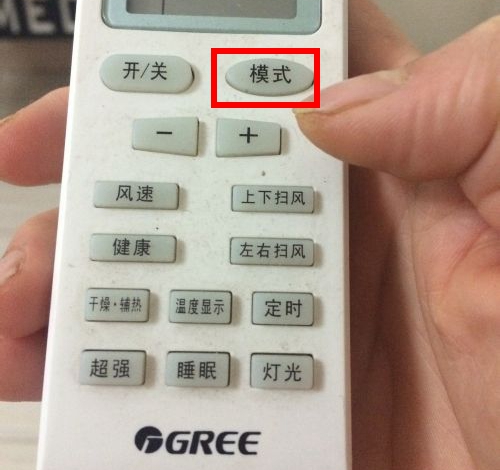 MEC
开/关 模式
－ ＋
风速 上下扫风
健康 左右扫风
干燥·辅热 温度显示 定时
超强 睡眠 灯光
GREE